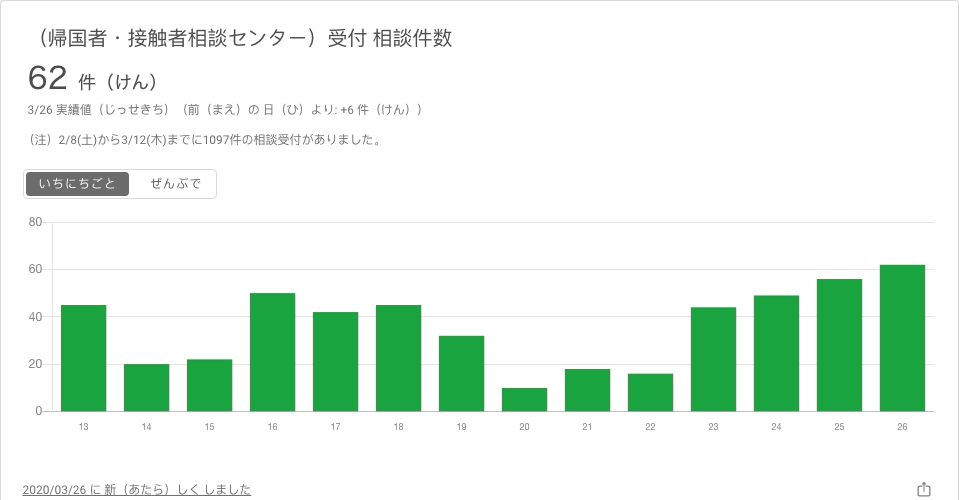 （帰国者・接触者相談センター）受付 相談件数
62 件（けん）
3/26 実績値（じっせきち）（前（まえ）の 日（ひ）より: +6 件（けん））
（注）2/8(土)から3/12(木)までに1097件の相談受付がありました。
いちにちごと ぜんぶで
80
60
40
20
0
13 14 15 16 17 18 19 20 21 22 23 24 25 26
2020/03/26 に 新（あたら）しく しました